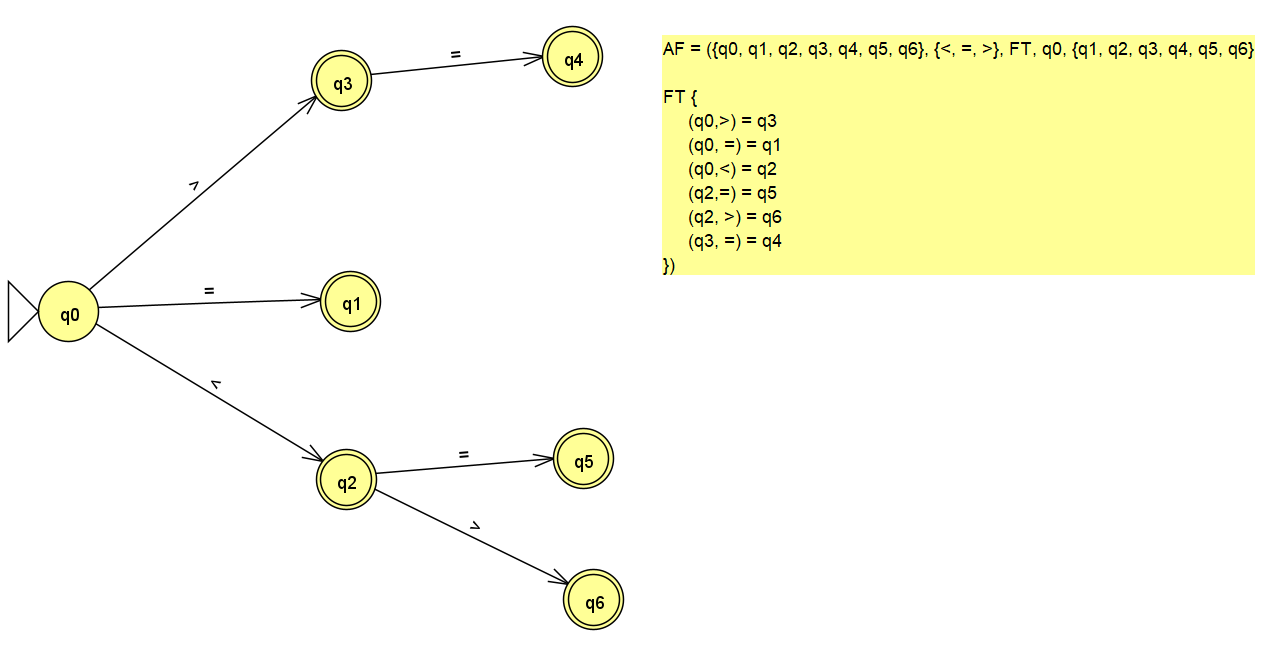 =
q4
q3
>
=
q1
q0
<
=
q5
q2
>
q6
AF = ({q0, q1, q2, q3, q4, q5, q6}, {<, =, >}, FT, q0, {q1, q2, q3, q4, q5, q6}
FT {
(q0,>) = q3
(q0, =) = q1
(q0,<) = q2
(q2,=) = q5
(q2, >) = q6
(q3, =) = q4
})